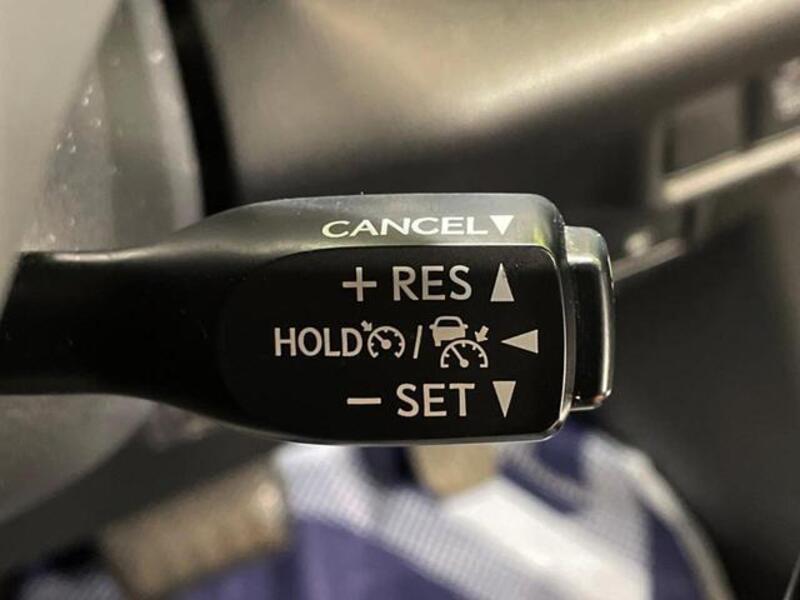 CANCEL▼
+ RES ▲
HOLD / ◀
− SET ▼